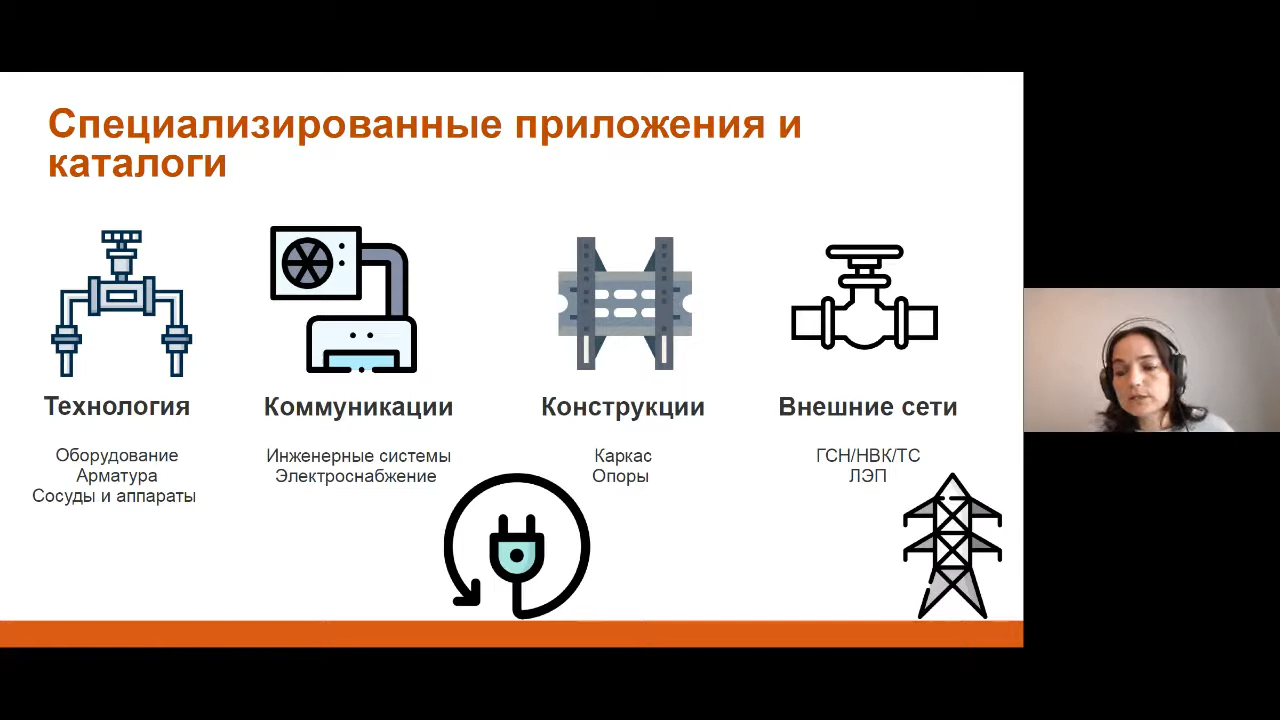 Специализированные приложения и
каталоги
Технология
Оборудование
Арматура
Сосуды и аппараты
Коммуникации
Инженерные системы
Электроснабжение
Конструкции
Каркас
Опоры
Внешние сети
ГСН/НВК/ТС
ЛЭП